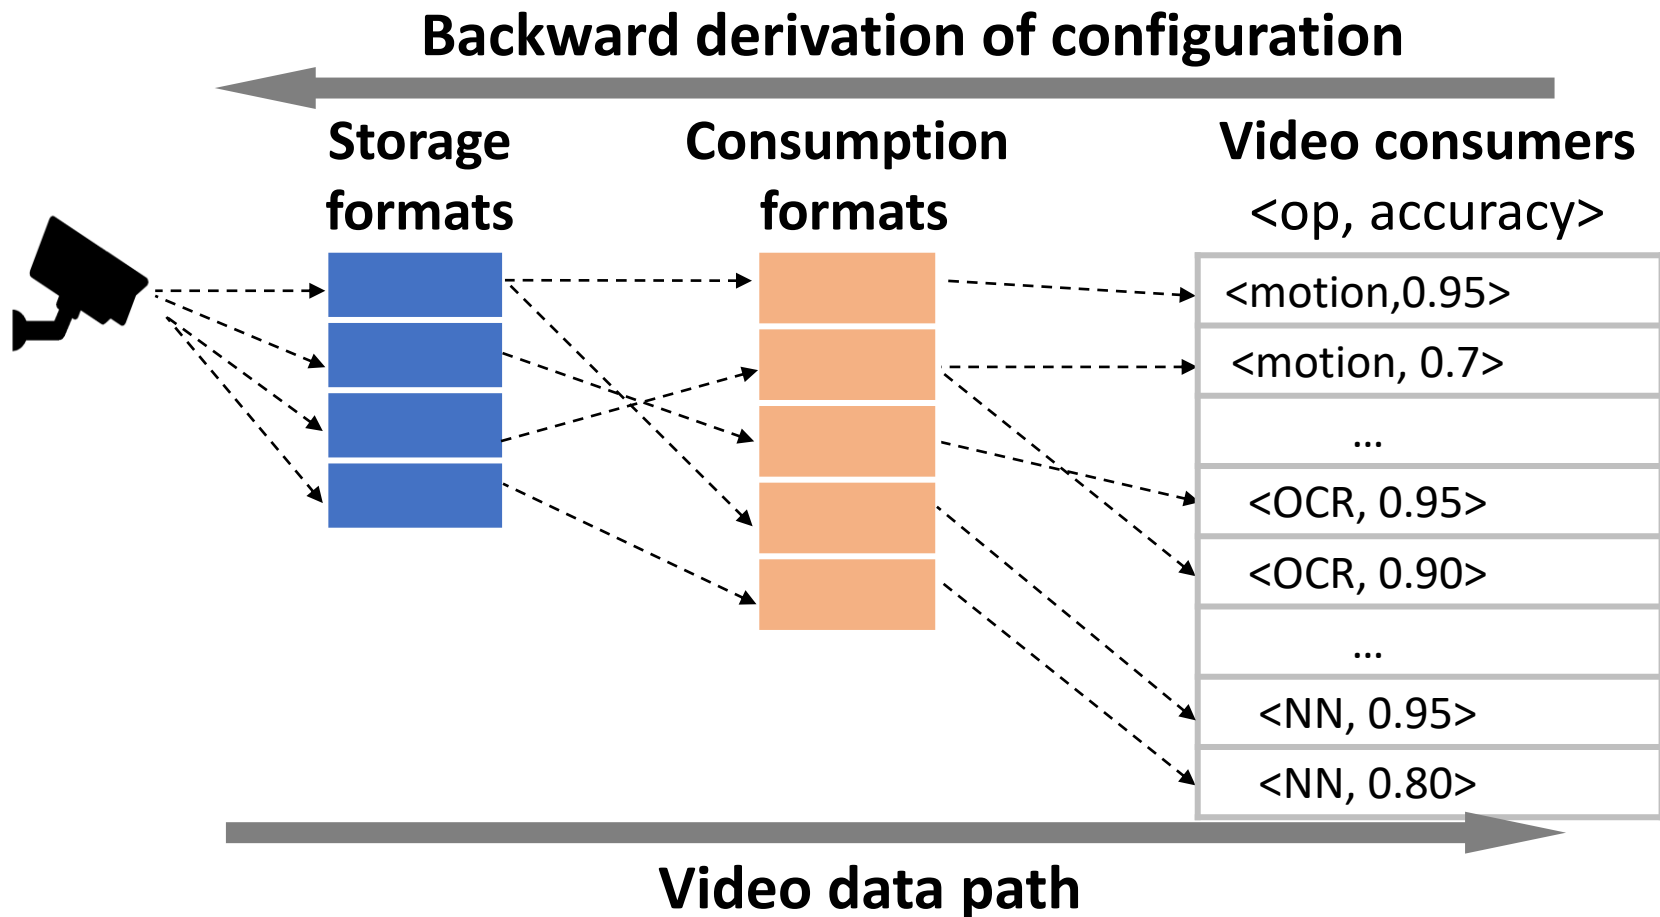 Backward derivation of configuration
Storage
formats
Consumption
formats
Video consumers
<op, accuracy>
<motion,0.95>
<motion, 0.7>
...
<OCR, 0.95>
<OCR, 0.90>
...
<NN, 0.95>
<NN, 0.80>
Video data path